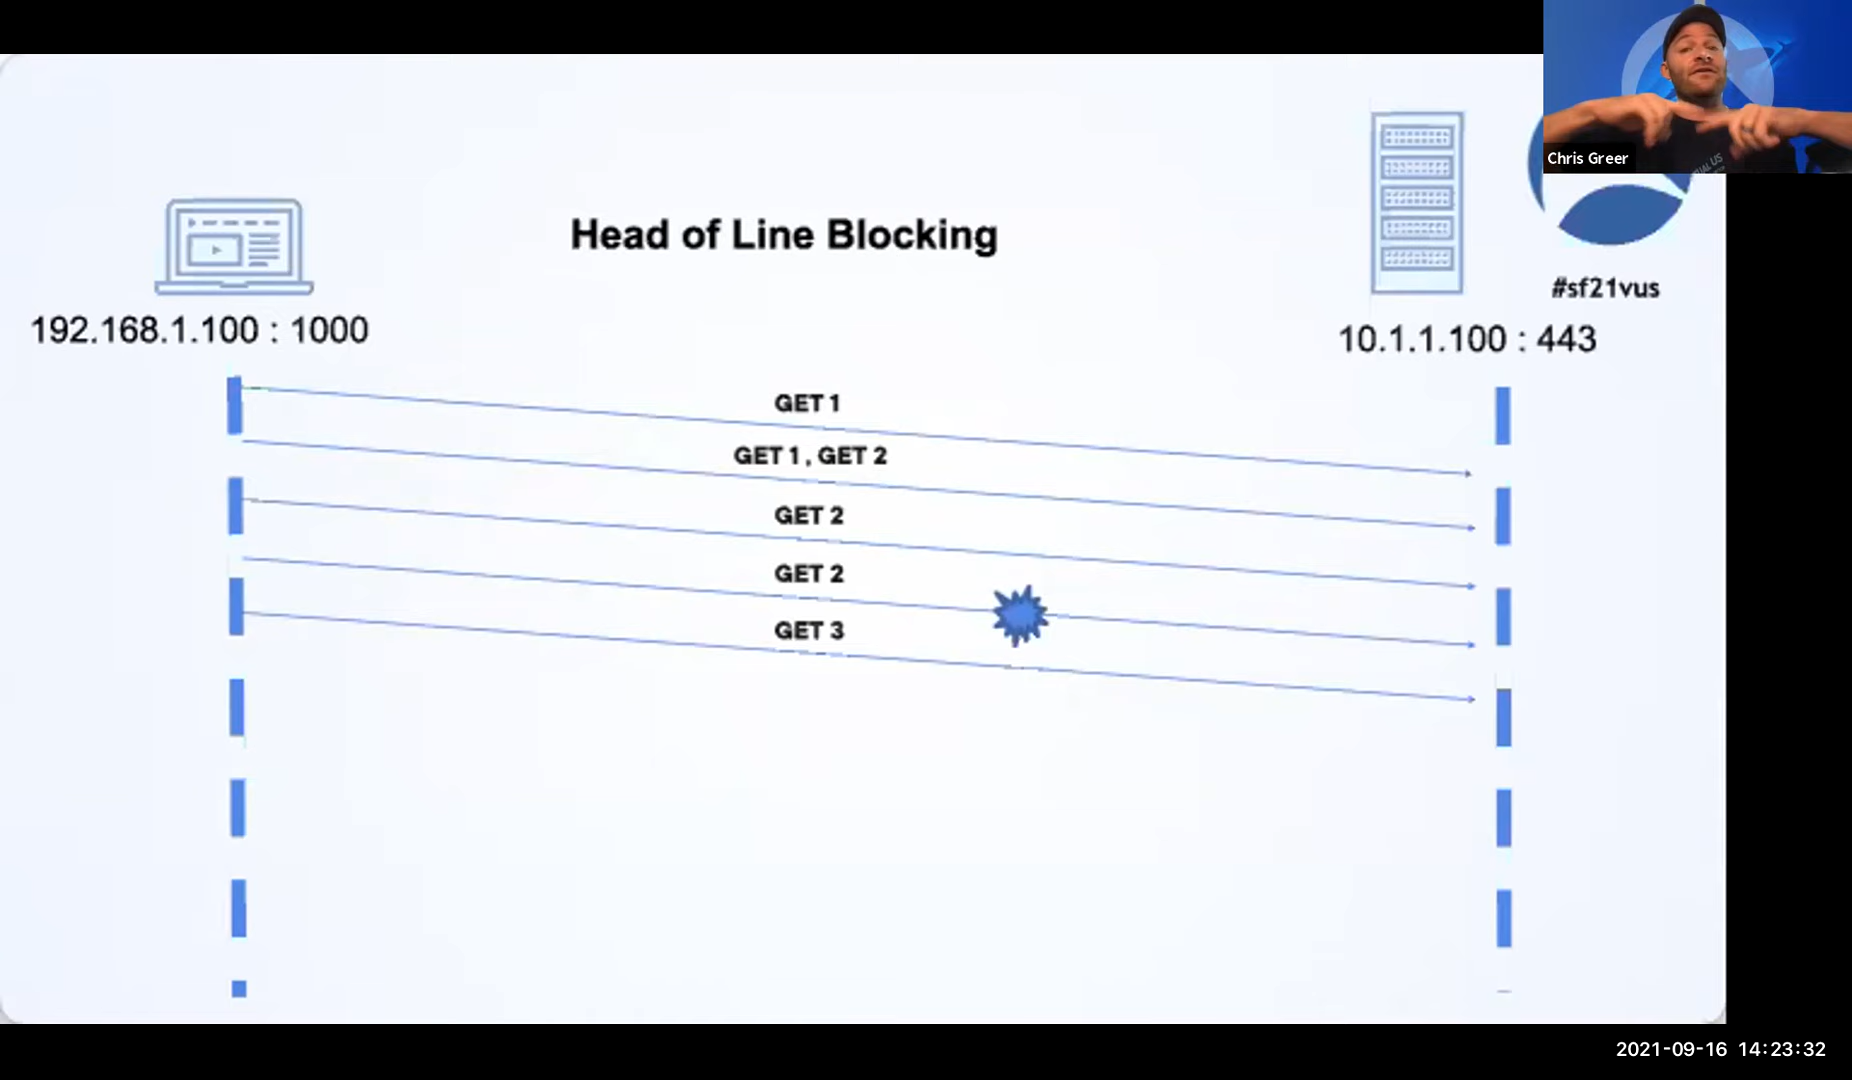 Chris Greer
Head of Line Blocking
#sf21vus
192.168.1.100 : 1000
10.1.1.100 : 443
GET 1
GET 1 , GET 2
GET 2
GET 2
GET 3
2021-09-16 14:23:32